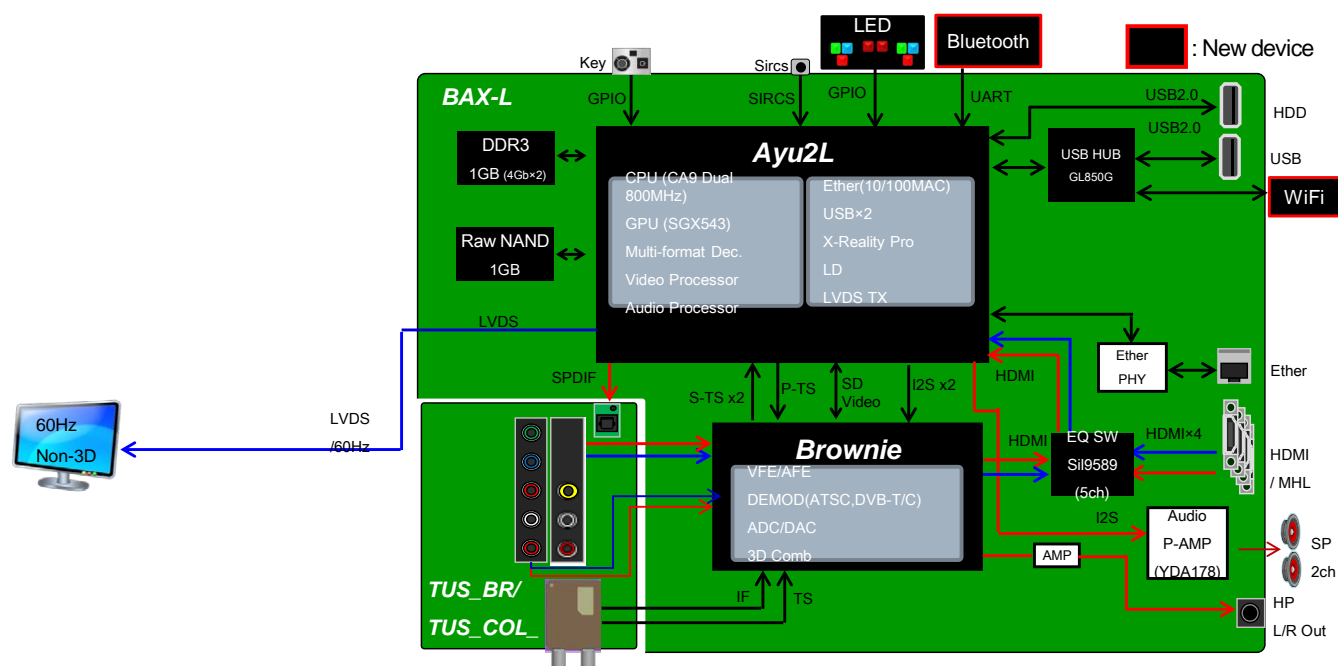 LED
Bluetooth
: New device
Key
Sircs
BAX-L
GPIO
SIRCS
GPIO
UART
USB2.0
HDD
USB2.0
DDR3
1GB (4Gb×2)
Ayu2L
USB HUB
GL850G
USB
CPU (CA9 Dual
800MHz)
GPU (SGX543)
Multi-format Dec.
Video Processor
Audio Processor
Ether(10/100MAC)
USB×2
X-Reality Pro
LD
LVDS TX
WiFi
Raw NAND
1GB
LVDS
Ether
PHY
Ether
SPDIF
S-TS x2
P-TS
SD
Video
I2S x2
HDMI
60Hz
Non-3D
LVDS
/60Hz
Brownie
VFE/AFE
DEMOD(ATSC,DVB-T/C)
ADC/DAC
3D Comb
HDMI
EQ SW
SiI9589
(5ch)
HDMI×4
HDMI
/ MHL
I2S
Audio
P-AMP
(YDA178)
SP
2ch
AMP
TUS_BR/
TUS_COL_
IF
TS
HP
L/R Out